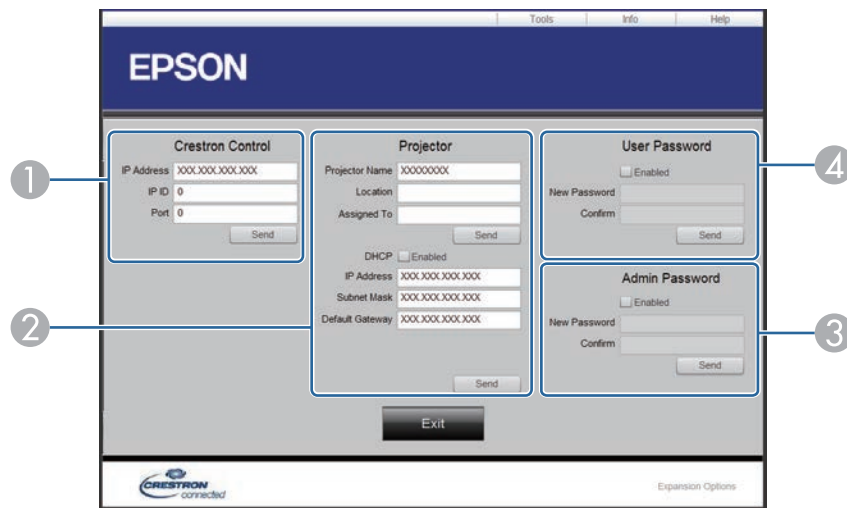 Tools Info Help
EPSON
Crestron Control
IP Address XXX.XXX.XXX.XXX
IP ID 0
Port 0
Send
1
Projector
Projector Name XXXXXXXX
Location
Assigned To
Send
DHCP Enabled
IP Address XXX.XXX.XXX.XXX
Subnet Mask XXX.XXX.XXX.XXX
Default Gateway XXX.XXX.XXX.XXX
Send
2
User Password
Enabled
New Password
Confirm
Send
4
Admin Password
Enabled
New Password
Confirm
Send
3
Exit
CRESTRON
connected
Expansion Options